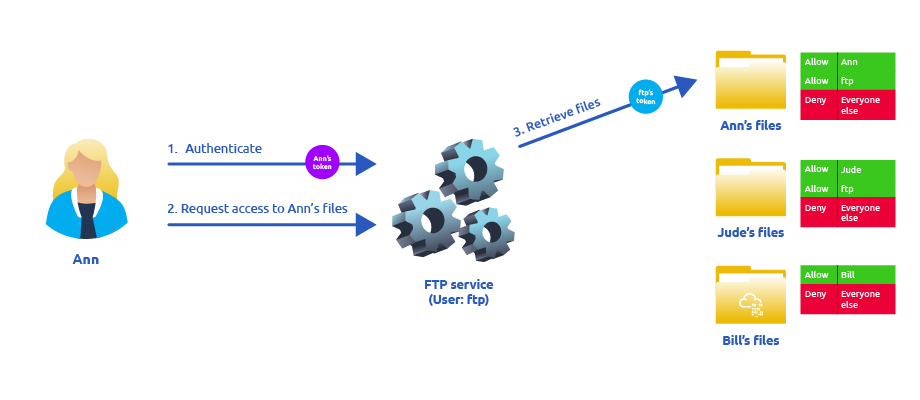 1. Authenticate
Ann's
token
2. Request access to Ann's files
Ann
FTP service
(User: ftp)
3. Retrieve files
ftp's
token
Ann's files
Allow Ann
Allow ftp
Deny Everyone
else
Jude's files
Allow Jude
Allow ftp
Deny Everyone
else
Bill's files
Allow Bill
Deny Everyone
else